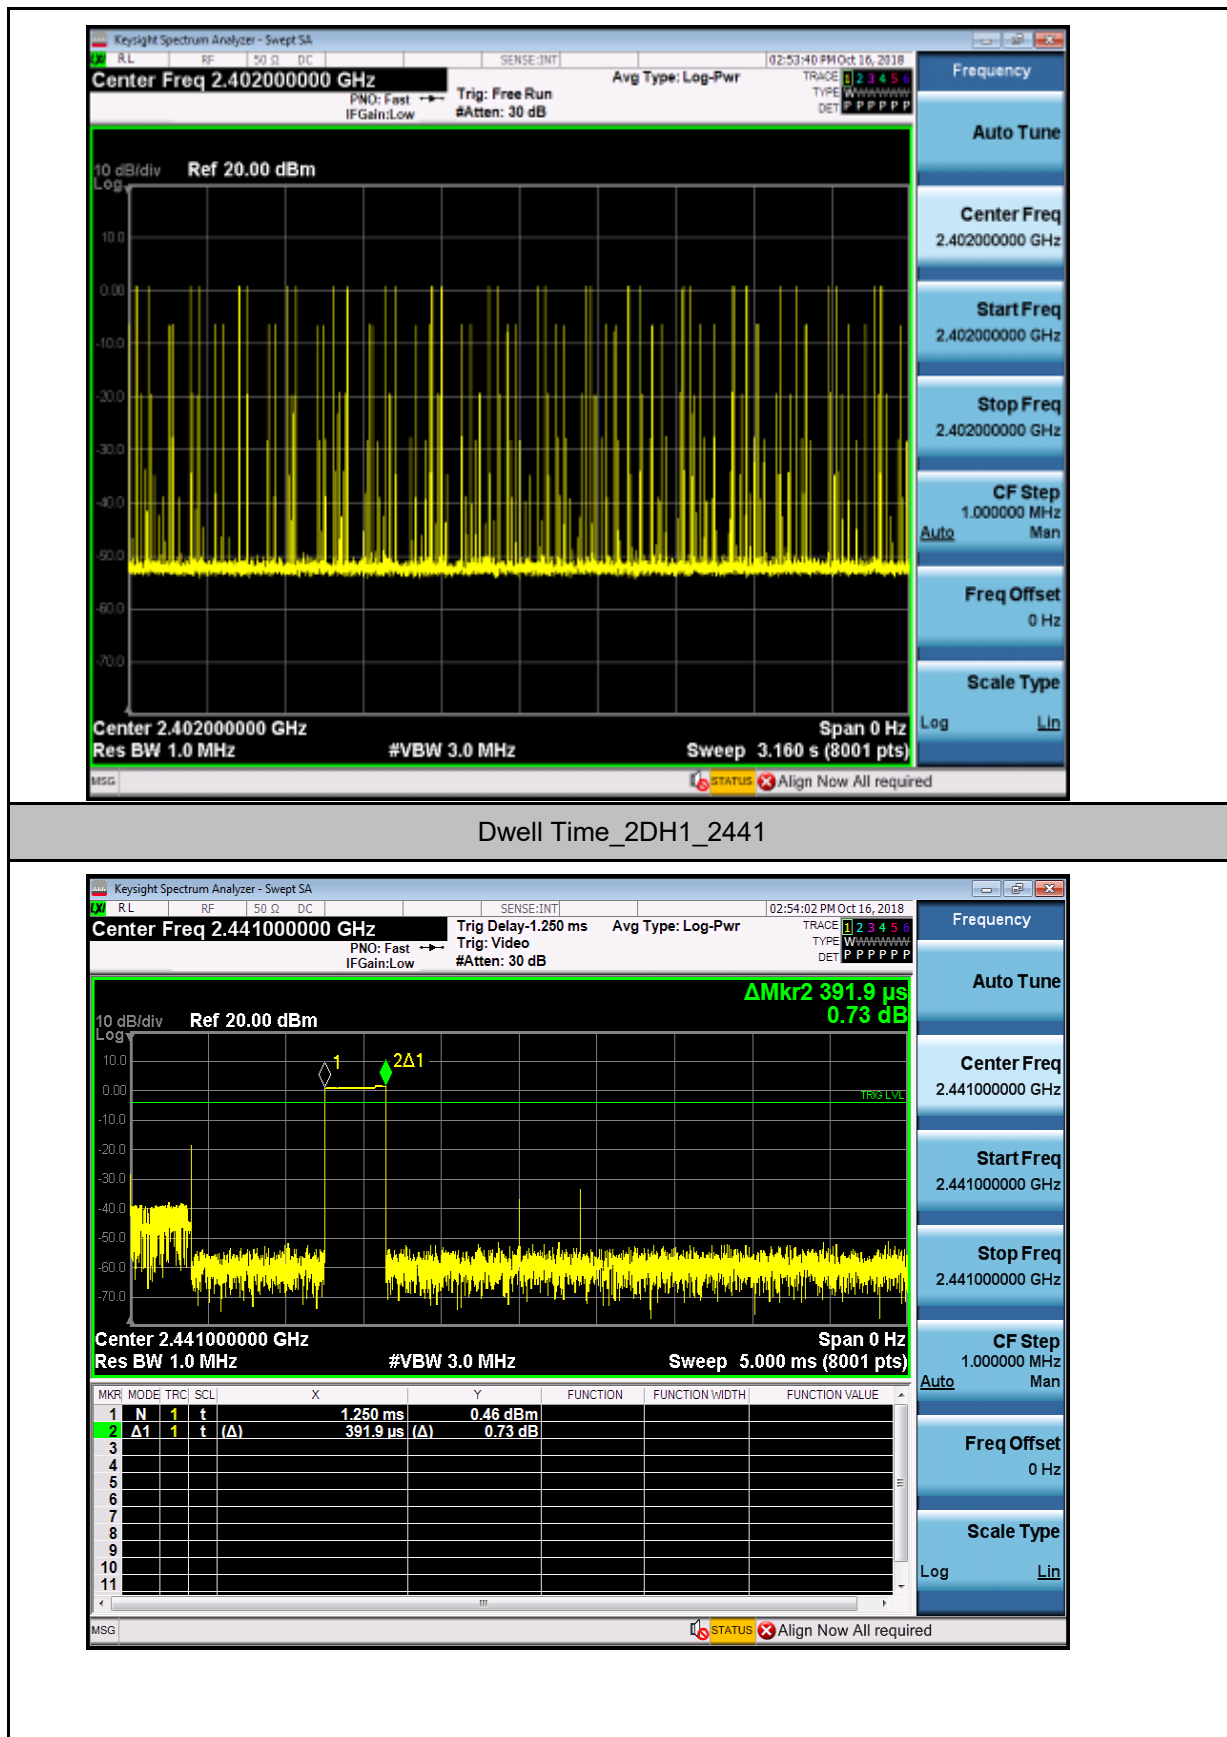 Keysight Spectrum Analyzer - Swept SA
LXI RL RF 50 Ω DC SENSE:INT 02:53:40 PM Oct 16, 2018
Center Freq 2.402000000 GHz
PNO: Fast
IFGain:Low
Trig: Free Run
#Atten: 30 dB
Avg Type: Log-Pwr
TRACE 1 2 3 4 5 6
TYPE WWWWWW
DET P P P P P P
10 dB/div Ref 20.00 dBm
Log
10.0
0.00
-10.0
-20.0
-30.0
-40.0
-50.0
-60.0
-70.0
Center 2.402000000 GHz Span 0 Hz
Res BW 1.0 MHz #VBW 3.0 MHz Sweep 3.160 s (8001 pts)
MSG STATUS Align Now All required
Frequency
Auto Tune
Center Freq
2.402000000 GHz
Start Freq
2.402000000 GHz
Stop Freq
2.402000000 GHz
CF Step
1.000000 MHz
Auto Man
Freq Offset
0 Hz
Scale Type
Log Lin
Dwell Time_2DH1_2441
Keysight Spectrum Analyzer - Swept SA
LXI RL RF 50 Ω DC SENSE:INT 02:54:02 PM Oct 16, 2018
Center Freq 2.441000000 GHz
PNO: Fast
IFGain:Low
Trig Delay-1.250 ms
Trig: Video
#Atten: 30 dB
Avg Type: Log-Pwr
TRACE 1 2 3 4 5 6
TYPE WWWWWW
DET P P P P P P
ΔMkr2 391.9 µs
0.73 dB
10 dB/div Ref 20.00 dBm
Log
1
2Δ1
TRIG LVL
10.0
0.00
-10.0
-20.0
-30.0
-40.0
-50.0
-60.0
-70.0
Center 2.441000000 GHz Span 0 Hz
Res BW 1.0 MHz #VBW 3.0 MHz Sweep 5.000 ms (8001 pts)
MKR MODE TRC SCL X Y FUNCTION FUNCTION WIDTH FUNCTION VALUE
1 N 1 t 1.250 ms 0.46 dBm
2 Δ1 1 t (Δ) 391.9 µs (Δ) 0.73 dB
3
4
5
6
7
8
9
10
11
MSG STATUS Align Now All required
Frequency
Auto Tune
Center Freq
2.441000000 GHz
Start Freq
2.441000000 GHz
Stop Freq
2.441000000 GHz
CF Step
1.000000 MHz
Auto Man
Freq Offset
0 Hz
Scale Type
Log Lin